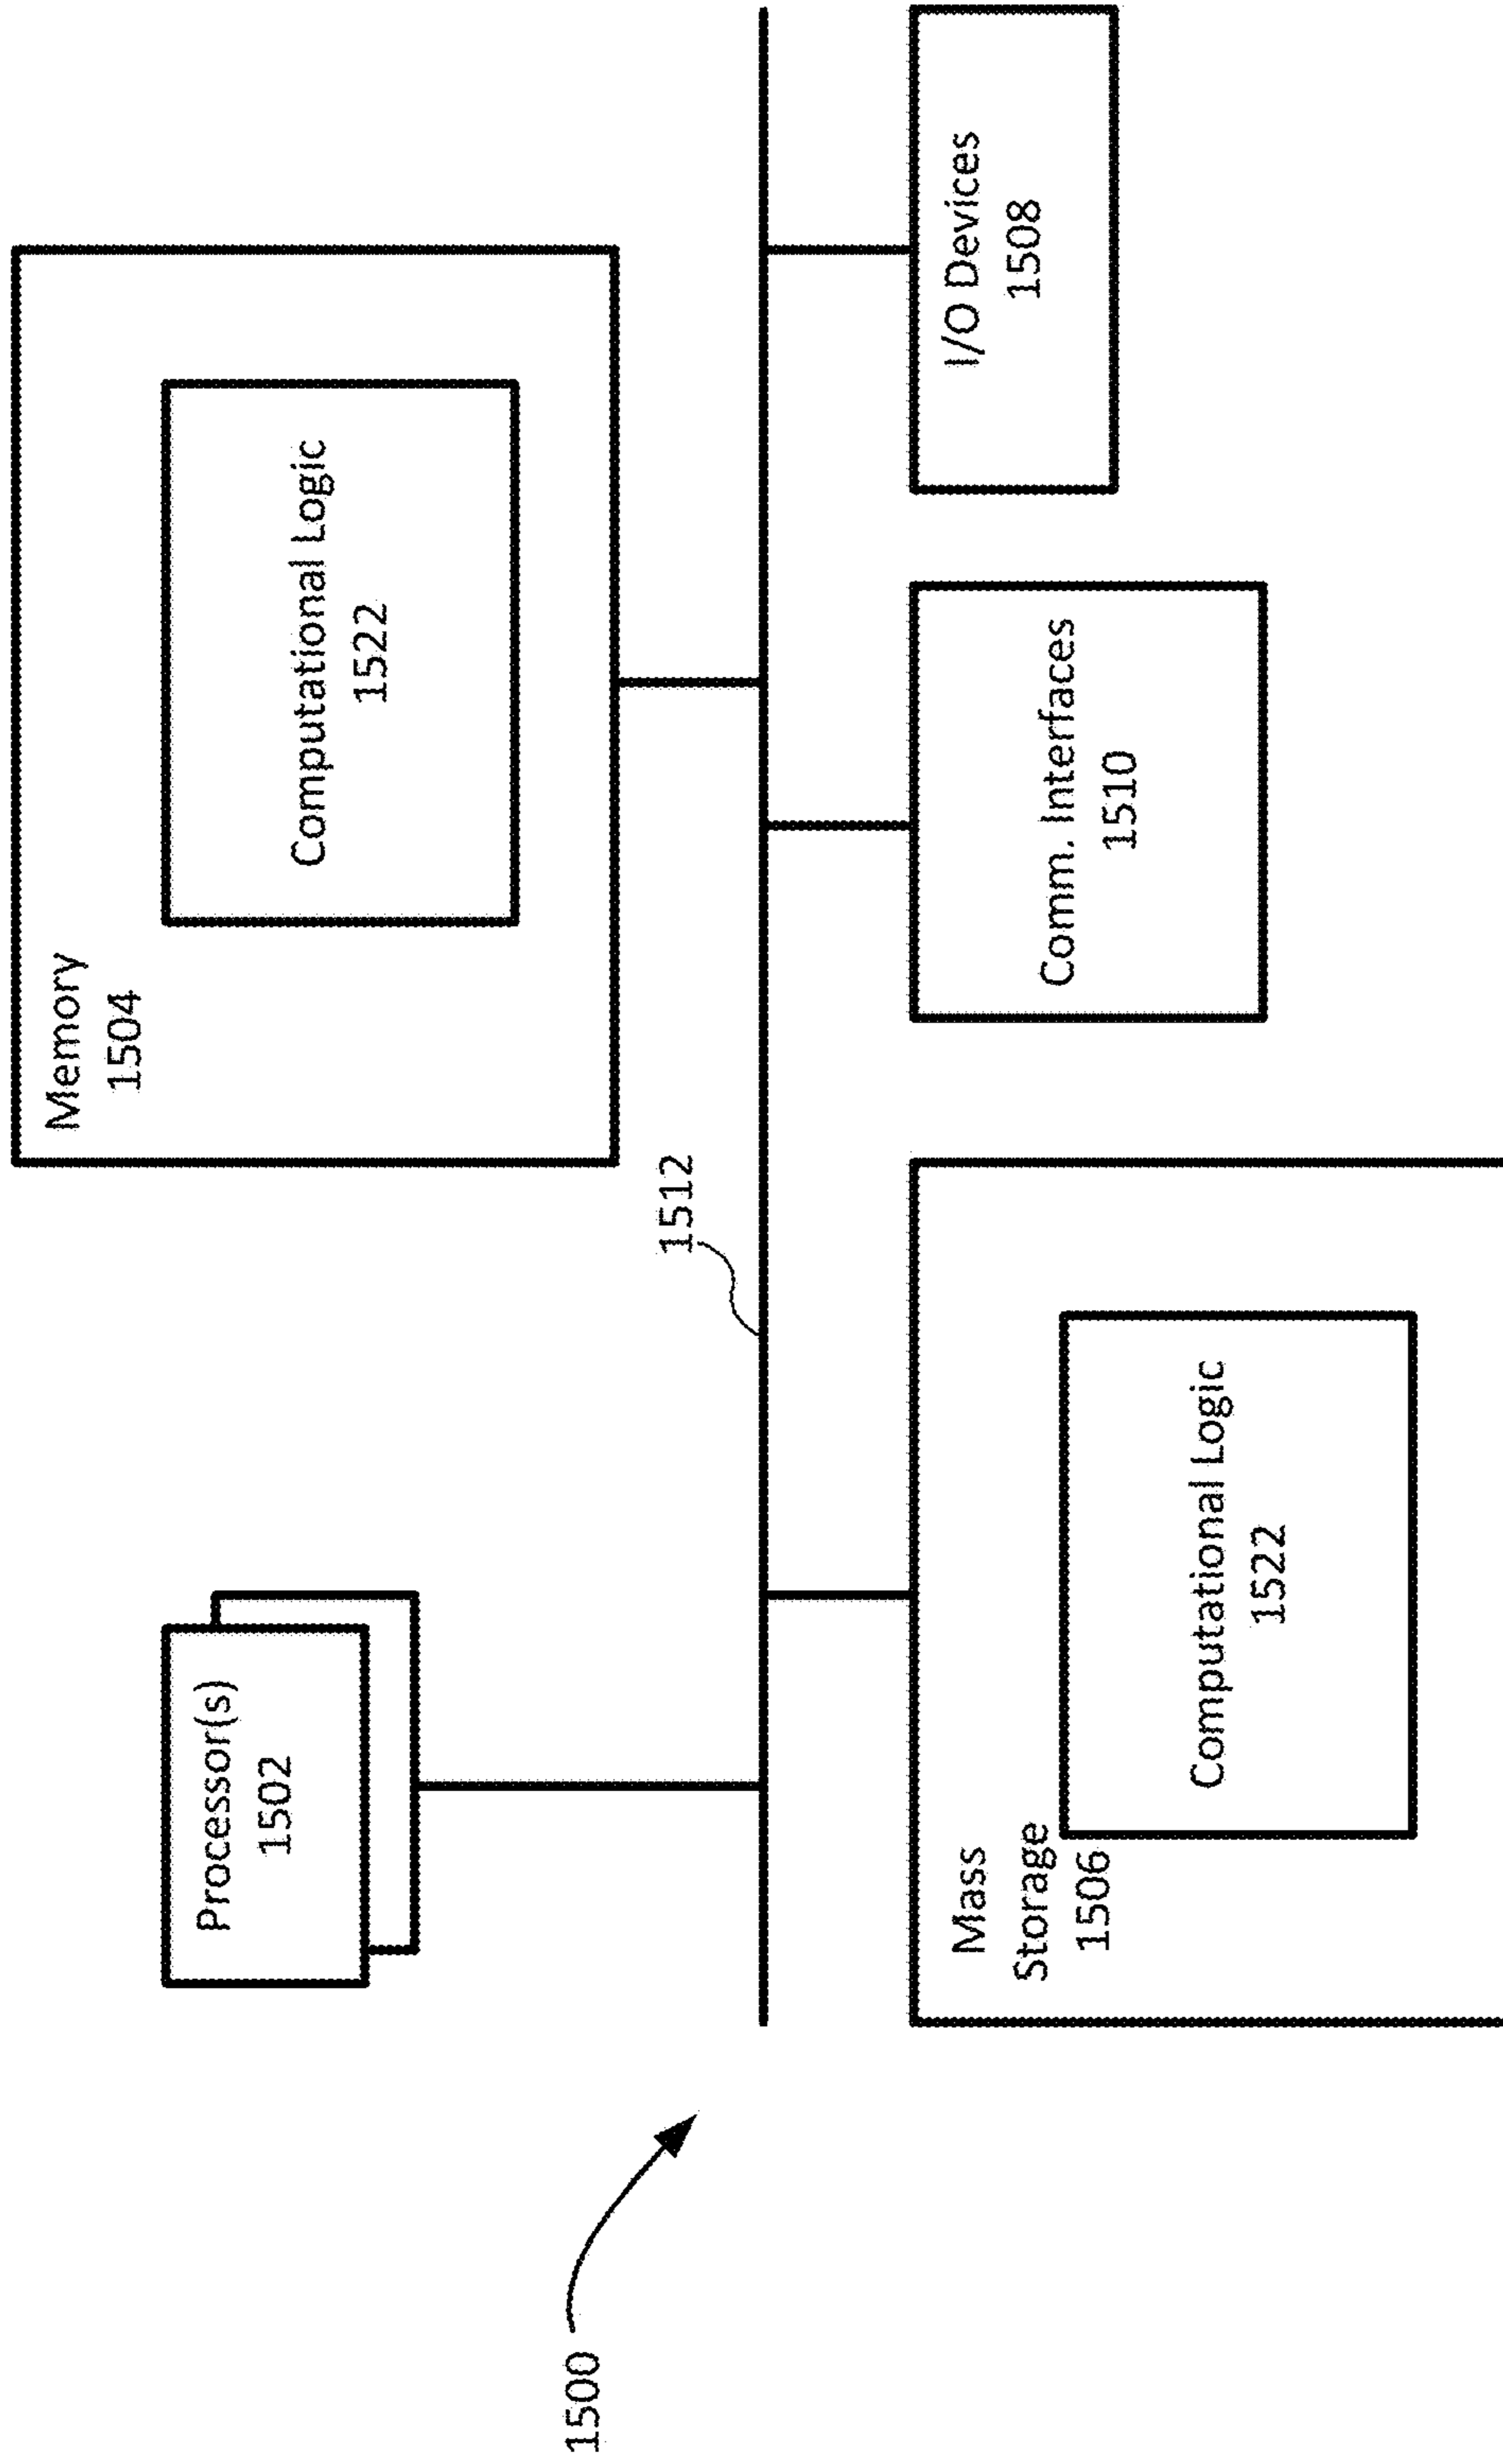 Processor(s)
1502
Memory
1504
Computational Logic
1522
1512
1500
Mass
Storage
1506
Computational Logic
1522
Comm. Interfaces
1510
I/O Devices
1508